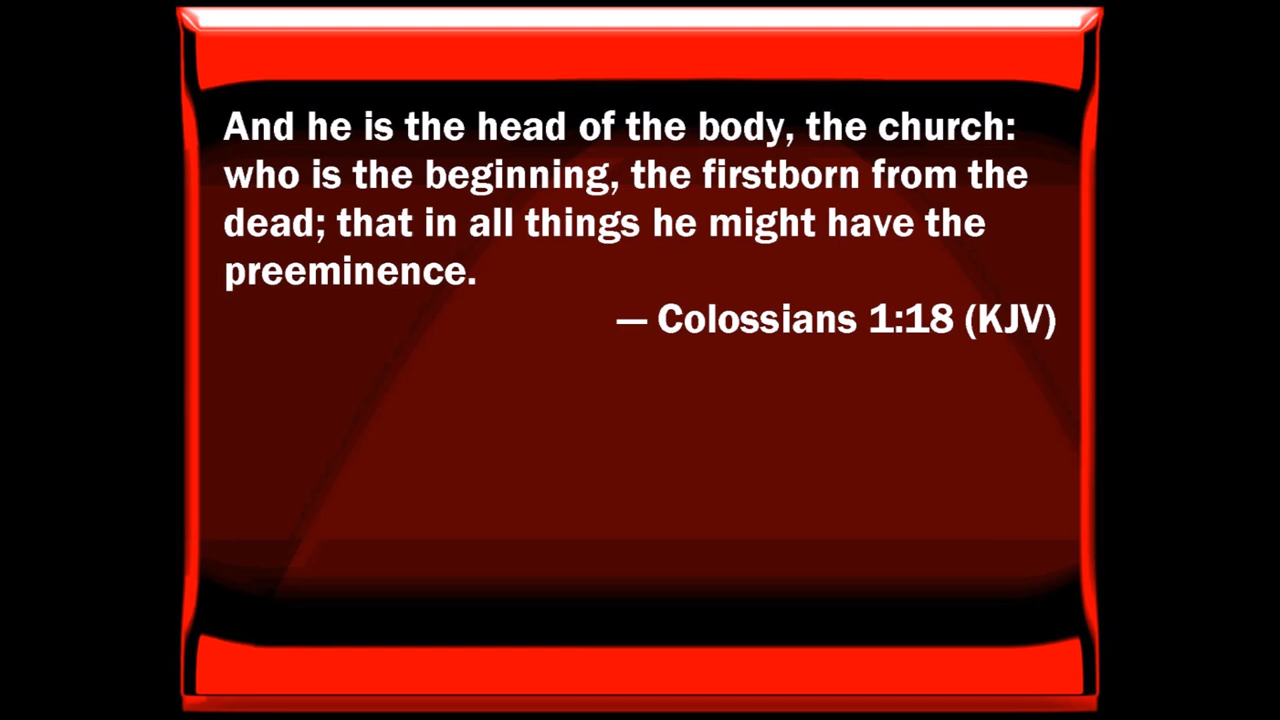 And he is the head of the body, the church:
who is the beginning, the firstborn from the
dead; that in all things he might have the
preeminence.
— Colossians 1:18 (KJV)